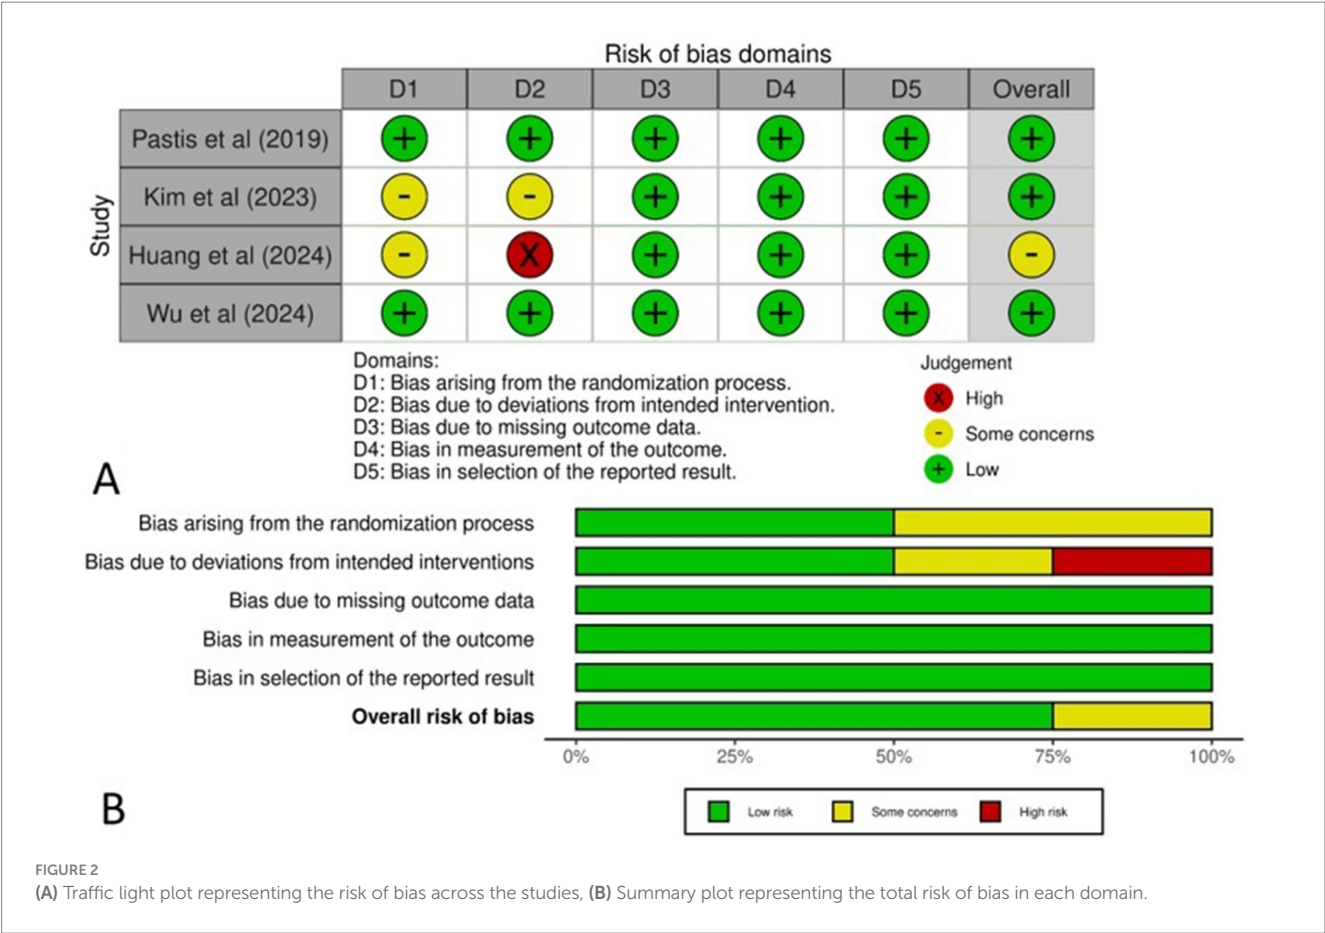 Risk of bias domains
D1 D2 D3 D4 D5 Overall
Study
Pastis et al (2019) + + + + + +
Kim et al (2023) - - + + + +
Huang et al (2024) - X + + + -
Wu et al (2024) + + + + + +
Domains:
D1: Bias arising from the randomization process.
D2: Bias due to deviations from intended intervention.
D3: Bias due to missing outcome data.
D4: Bias in measurement of the outcome.
D5: Bias in selection of the reported result.
Judgement
X High
- Some concerns
+ Low
A
Bias arising from the randomization process
Bias due to deviations from intended interventions
Bias due to missing outcome data
Bias in measurement of the outcome
Bias in selection of the reported result
Overall risk of bias
0% 25% 50% 75% 100%
B
Low risk Some concerns High risk
FIGURE 2
(A) Traffic light plot representing the risk of bias across the studies, (B) Summary plot representing the total risk of bias in each domain.